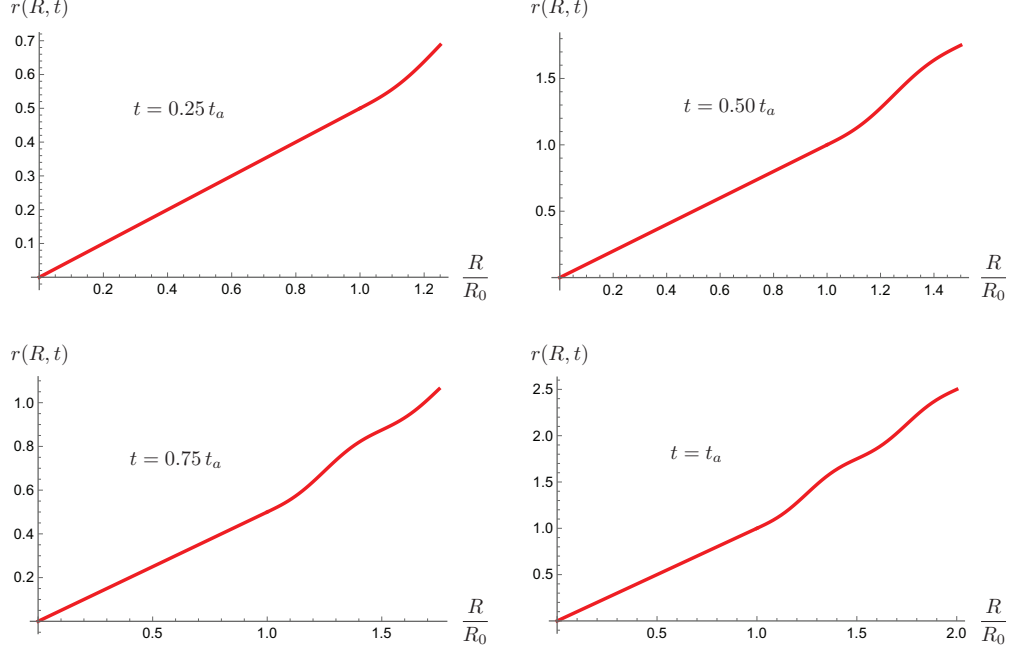 r(R, t)
0.7
0.6
0.5
0.4
0.3
0.2
0.1
t = 0.25 t_a
0.2 0.4 0.6 0.8 1.0 1.2
R
R_0
r(R, t)
1.5
1.0
0.5
t = 0.50 t_a
0.2 0.4 0.6 0.8 1.0 1.2 1.4
R
R_0
r(R, t)
1.0
0.8
0.6
0.4
0.2
t = 0.75 t_a
0.5 1.0 1.5
R
R_0
r(R, t)
2.5
2.0
1.5
1.0
0.5
t = t_a
0.5 1.0 1.5 2.0
R
R_0